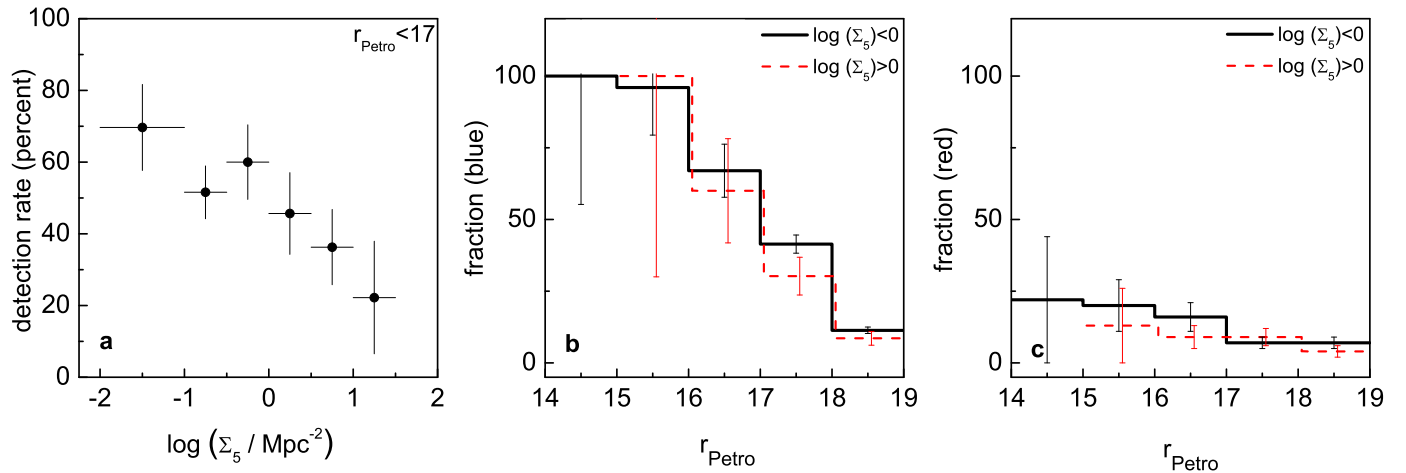 r_Petro<17
detection rate (percent)
100
80
60
40
20
0
a
-2 -1 0 1 2
log (Σ_5 / Mpc^-2)
log (Σ_5)<0
log (Σ_5)>0
fraction (blue)
100
50
0
b
14 15 16 17 18 19
r_Petro
log (Σ_5)<0
log (Σ_5)>0
fraction (red)
100
50
0
c
14 15 16 17 18 19
r_Petro